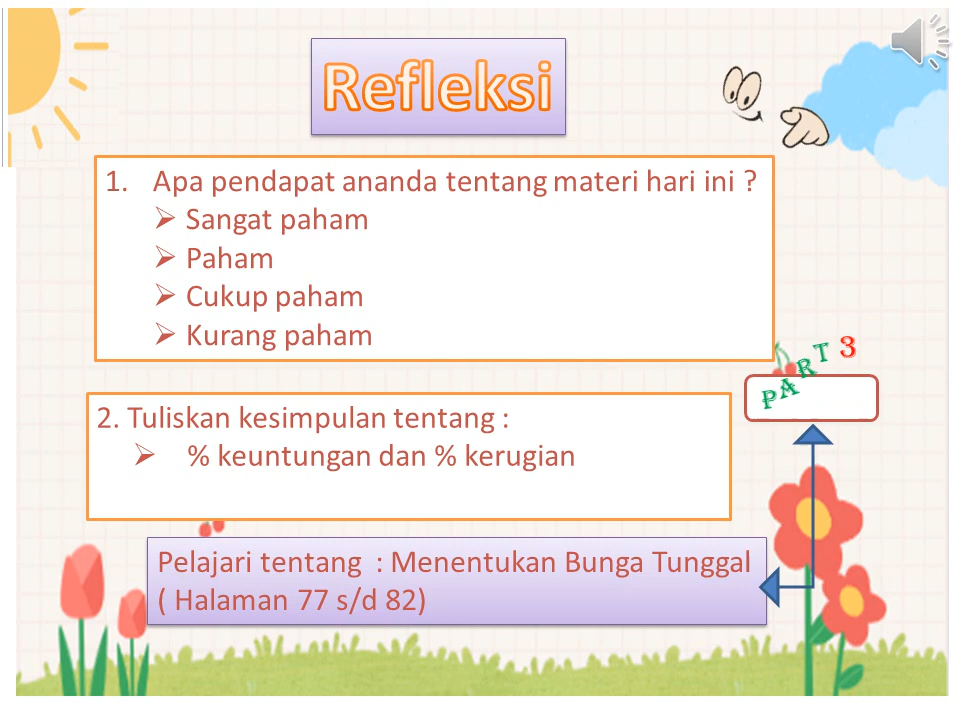 Refleksi
1. Apa pendapat ananda tentang materi hari ini ?
➢ Sangat paham
➢ Paham
➢ Cukup paham
➢ Kurang paham
PART 3
2. Tuliskan kesimpulan tentang :
➢ % keuntungan dan % kerugian
Pelajari tentang : Menentukan Bunga Tunggal
( Halaman 77 s/d 82)